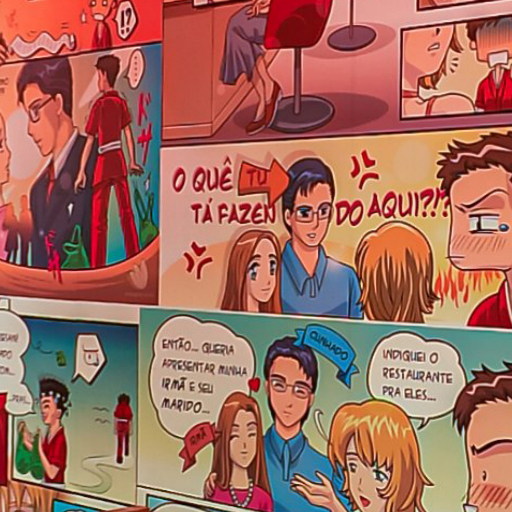 !?
O QUÊ TU
TÁ FAZEN DO AQUI?!?
ENTÃO... QUERIA
APRESENTAR MINHA
IRMÃ E SEU
MARIDO...
CUNHADO
IRMÃ
INDIQUEI O
RESTAURANTE
PRA ELES...